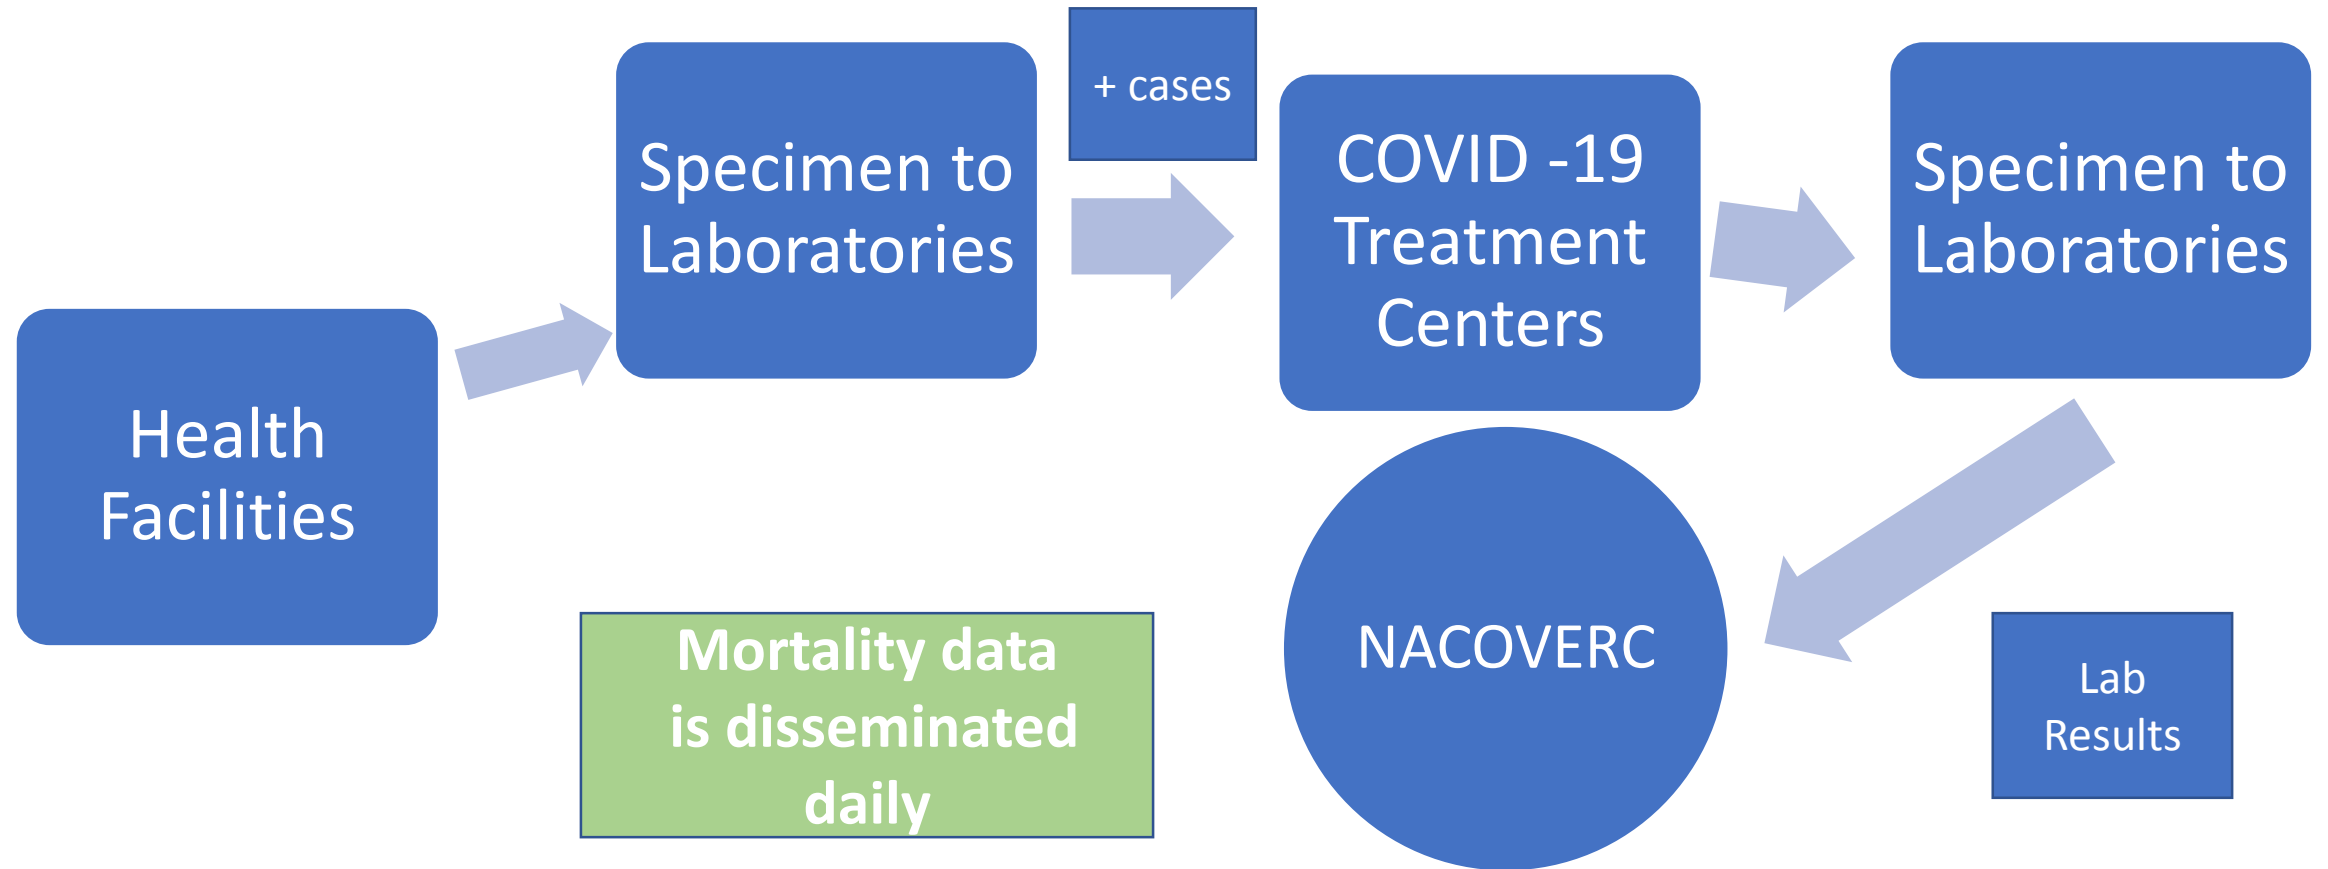 Health
Facilities
Specimen to
Laboratories
+ cases
COVID -19
Treatment
Centers
Specimen to
Laboratories
Lab
Results
NACOVERC
Mortality data
is disseminated
daily